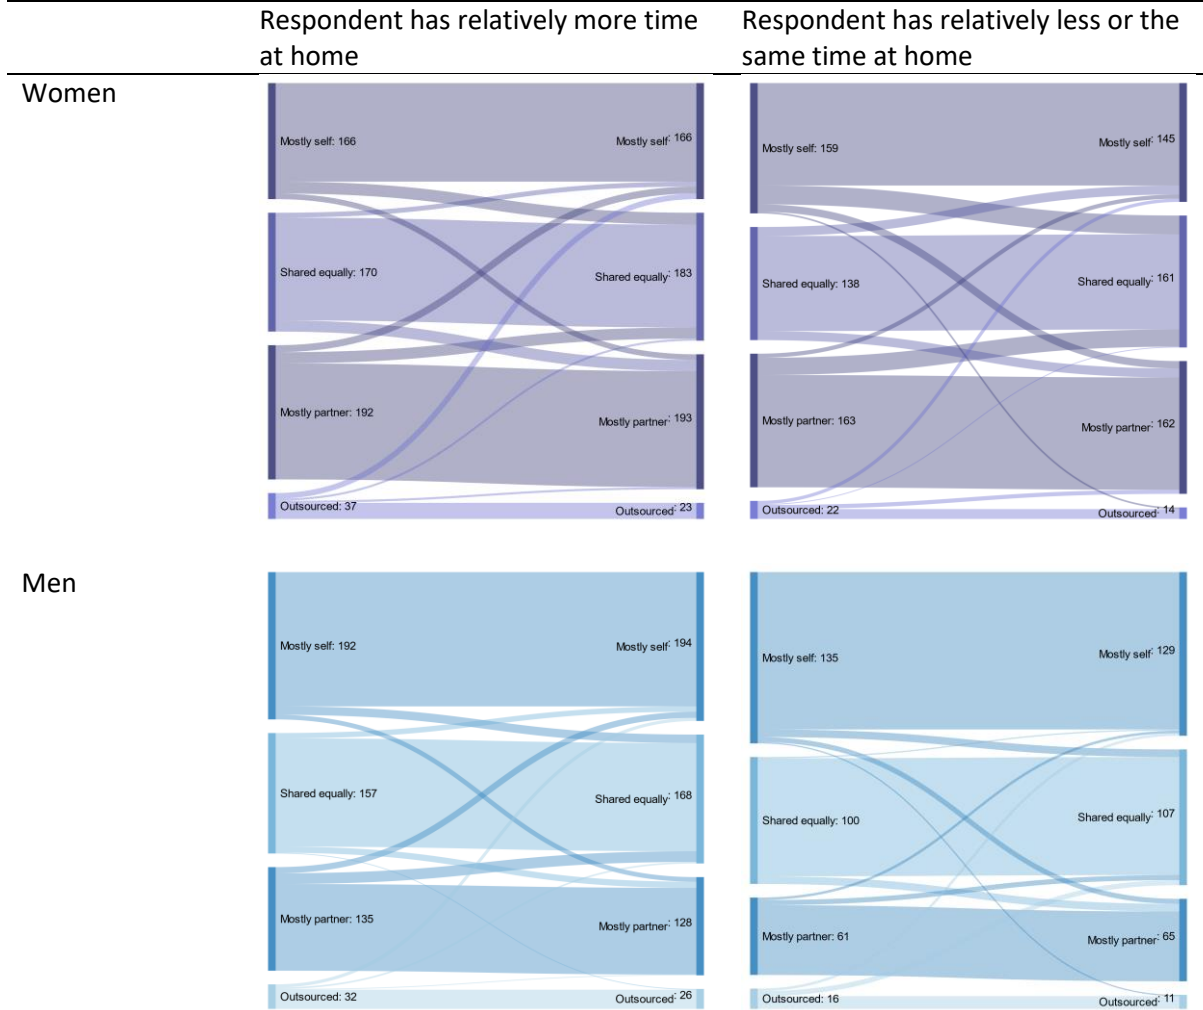 Respondent has relatively more time
at home
Respondent has relatively less or the
same time at home
Women
Mostly self: 166
Mostly self: 166
Shared equally: 170
Shared equally: 183
Mostly partner: 192
Mostly partner: 193
Outsourced: 37
Outsourced: 23
Mostly self: 159
Mostly self: 145
Shared equally: 138
Shared equally: 161
Mostly partner: 163
Mostly partner: 162
Outsourced: 22
Outsourced: 14
Men
Mostly self: 192
Mostly self: 194
Shared equally: 157
Shared equally: 168
Mostly partner: 135
Mostly partner: 128
Outsourced: 32
Outsourced: 26
Mostly self: 135
Mostly self: 129
Shared equally: 100
Shared equally: 107
Mostly partner: 61
Mostly partner: 65
Outsourced: 16
Outsourced: 11